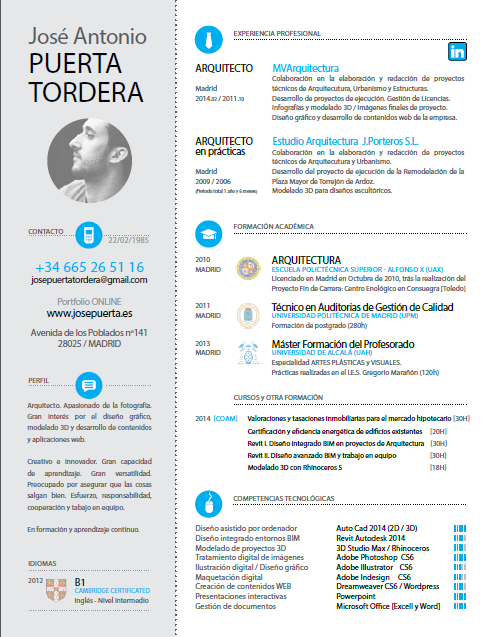 José Antonio
PUERTA
TORDERA
CONTACTO
22/02/1985
+34 665 26 51 16
josepuertatordera@gmail.com
Portfolio ONLINE
www.josepuerta.es
Avenida de los Poblados nº141
28025 / MADRID
PERFIL
Arquitecto. Apasionado de la fotografía.
Gran interés por el diseño gráfico,
modelado 3D y desarrollo de contenidos
y aplicaciones web.
Creativo e innovador. Gran capacidad
de aprendizaje. Gran versatilidad.
Preocupado por asegurar que las cosas
salgan bien. Esfuerzo, responsabilidad,
cooperación y tabajo en equipo.
En formación y aprendizaje continuo.
IDIOMAS
2012
B1
CAMBRIDGE CERTIFICATED
Inglés - Nivel Intermedio
EXPERIENCIA PROFESIONAL
in
ARQUITECTO
Madrid
2014.02 / 2011.10
MVArquitectura
Colaboración en la elaboración y redacción de proyectos
técnicos de Arquitectura, Urbanismo y Estructuras.
Desarrollo de proyectos de ejecución. Gestión de Licencias.
Infografías y modelado 3D / Imágenes finales de proyecto.
Diseño gráfico y desarrollo de contenidos web de la empresa.
ARQUITECTO
en prácticas
Madrid
2009 / 2006
(Periodo total 1 año y 6 meses)
Estudio Arquitectura J.Porteros S.L.
Colaboración en la elaboración y redacción de proyectos
técnicos de Arquitectura y Urbanismo.
Desarrollo del proyecto de ejecución de la Remodelación de la
Plaza Mayor de Torrejón de Ardoz.
Modelado 3D para diseños escultóricos.
FORMACIÓN ACADÉMICA
2010
MADRID
ARQUITECTURA
ESCUELA POLITÉCNICA SUPERIOR - ALFONSO X (UAX)
Licenciado en Madrid en Octubre de 2010, tras la realización del
Proyecto Fin de Carrera: Centro Enológico en Consuegra [Toledo]
2011
MADRID
Técnico en Auditorías de Gestión de Calidad
UNIVERSIDAD POLITÉCNICA DE MADRID (UPM)
Formación de postgrado (280h)
2013
MADRID
Máster Formación del Profesorado
UNIVERSIDAD DE ALCALÁ (UAH)
Especialidad ARTES PLÁSTICAS y VISUALES.
Prácticas realizadas en el I.E.S. Gregorio Marañón (120h)
CURSOS y OTRA FORMACIÓN
2014 (COAM) Valoraciones y tasaciones inmobiliarias para el mercado hipotecario [30H]
Certificación y eficiencia energética de edificios existentes [20H]
Revit I. Diseño integrado BIM en proyectos de Arquitectura [30H]
Revit II. Diseño avanzado BIM y trabajo en equipo [30H]
Modelado 3D con Rhinoceros 5 [18H]
COMPETENCIAS TECNOLÓGICAS
Diseño asistido por ordenador Auto Cad 2014 (2D / 3D)
Diseño integrado entornos BIM Revit Autodesk 2014
Modelado de proyectos 3D 3D Studio Max / Rhinoceros
Tratamiento digital de imágenes Adobe Photoshop CS6
Ilustración digital / Diseño gráfico Adobe Illustrator CS6
Maquetación digital Adobe Indesign CS6
Creación de contenidos WEB Dreamweaver CS6 / Wordpress
Presentaciones interactivas Powerpoint
Gestión de documentos Microsoft Office [Excell y Word]